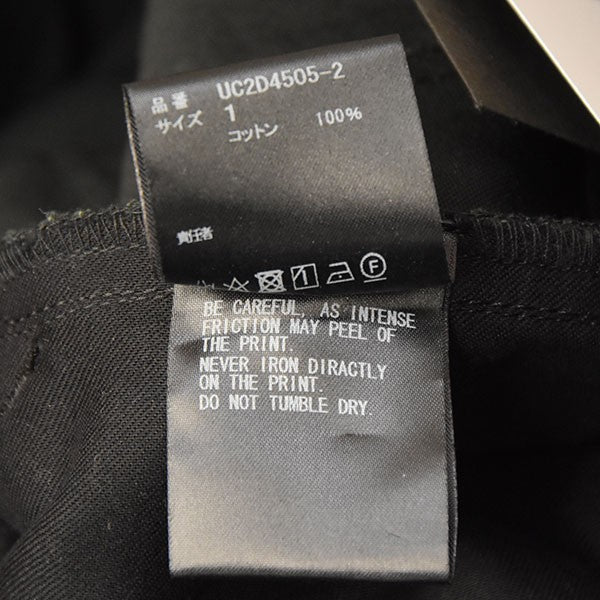 品番 UC2D4505-2
サイズ 1
コットン 100%
責任者
F
BE CAREFUL, AS INTENSE
FRICTION MAY PEEL OF
THE PRINT.
NEVER IRON DIRACTLY
ON THE PRINT.
DO NOT TUMBLE DRY.